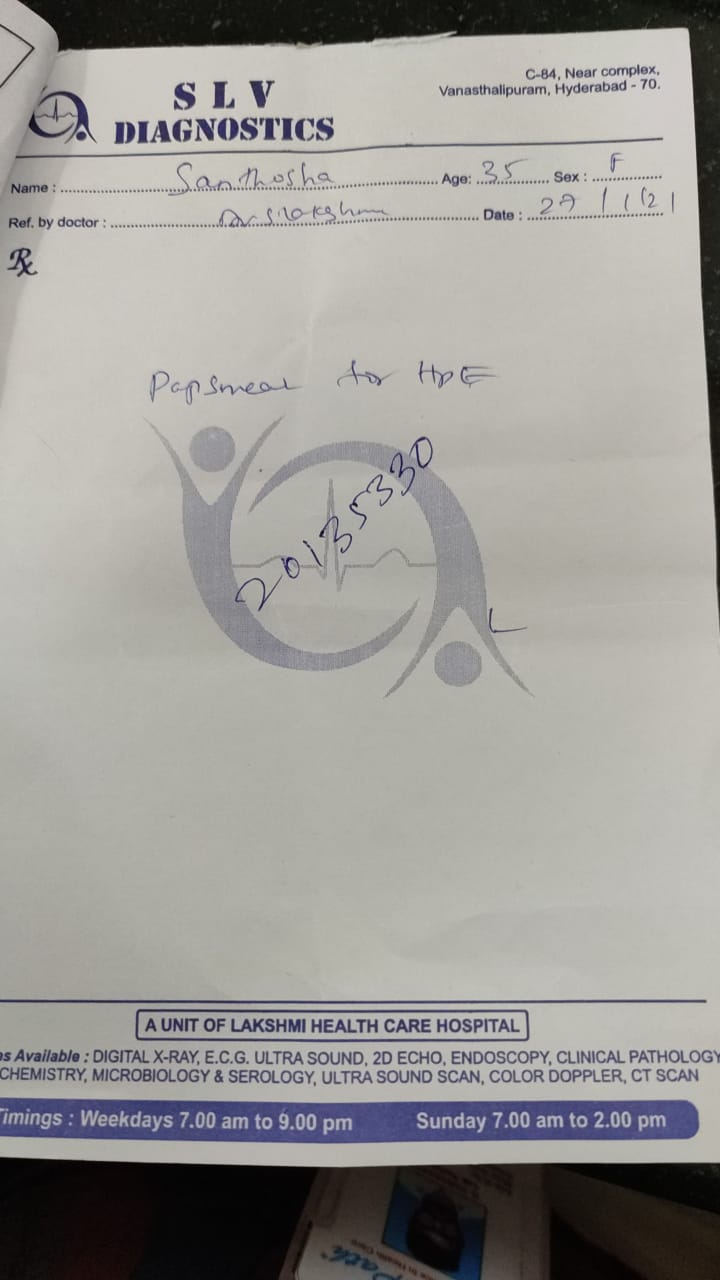 S L V
DIAGNOSTICS
C-84, Near complex,
Vanasthalipuram, Hyderabad - 70.
Name : Santhosha Age: 35 Sex : F
Ref. by doctor : Date : 27/1/21
Rx
Papsmear for HPE
20135330
A UNIT OF LAKSHMI HEALTH CARE HOSPITAL
Available : DIGITAL X-RAY, E.C.G. ULTRA SOUND, 2D ECHO, ENDOSCOPY, CLINICAL PATHOLOGY
CHEMISTRY, MICROBIOLOGY & SEROLOGY, ULTRA SOUND SCAN, COLOR DOPPLER, CT SCAN
Timings : Weekdays 7.00 am to 9.00 pm Sunday 7.00 am to 2.00 pm